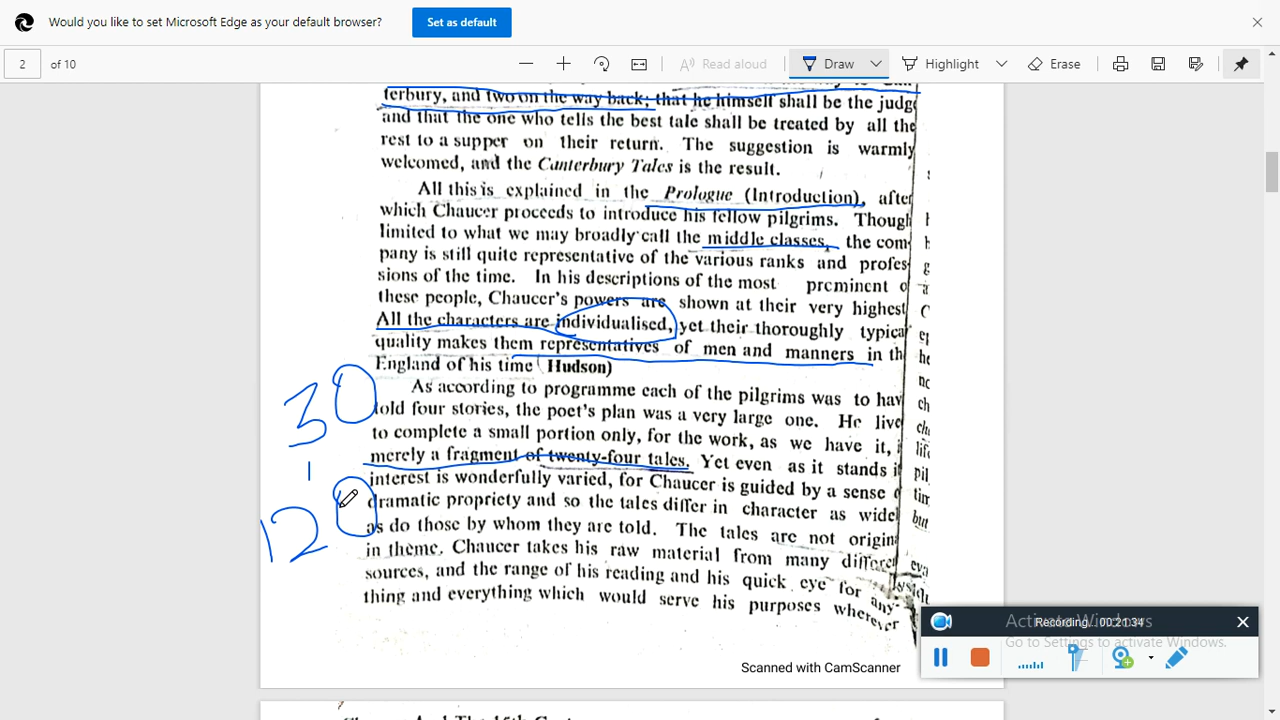 Would you like to set Microsoft Edge as your default browser? Set as default
2 of 10 Read aloud Draw Highlight Erase
terbury, and two on the way back; that he himself shall be the judg
and that the one who tells the best tale shall be treated by all the
rest to a supper on their return. The suggestion is warmly
welcomed, and the Canterbury Tales is the result.
All this is explained in the Prologue (Introduction), after
which Chaucer proceeds to introduce his fellow pilgrims. Though
limited to what we may broadly call the middle classes, the com
pany is still quite representative of the various ranks and profes
sions of the time. In his descriptions of the most prcminent o
these people, Chaucer's powers are shown at their very highest
All the characters are individualised, yet their thoroughly typica
quality makes them representatives of men and manners in th
England of his time (Hudson)
As according to programme each of the pilgrims was to hav
told four stories, the poet's plan was a very large one. He live
to complete a small portion only, for the work, as we have it, i
merely a fragment of twenty-four tales. Yet even as it stands i
interest is wonderfully varied, for Chaucer is guided by a sense o
dramatic propriety and so the tales differ in character as widel
as do those by whom they are told. The tales are not origin
in theme. Chaucer takes his raw material from many differen
sources, and the range of his reading and his quick eye for any-
thing and everything which would serve his purposes wherever
30
120
Scanned with CamScanner
Recording... 00:21:34
Activate Windows
Go to Settings to activate Windows.